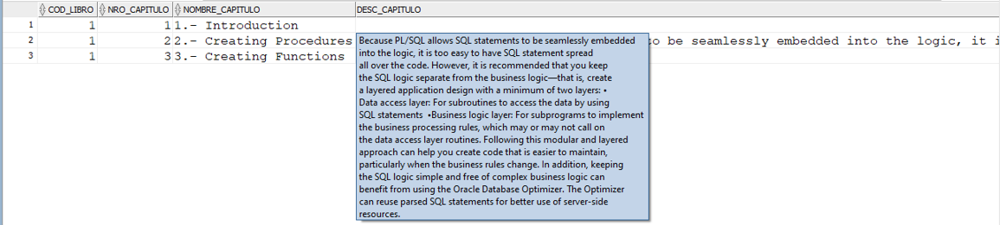 COD_LIBRO NRO_CAPITULO NOMBRE_CAPITULO DESC_CAPITULO
1 1 1 1.- Introduction
2 1 2 2.- Creating Procedures o be seamlessly embedded into the logic, it i
3 1 3 3.- Creating Functions
Because PL/SQL allows SQL statements to be seamlessly embedded
into the logic, it is too easy to have SQL statement spread
all over the code. However, it is recommended that you keep
the SQL logic separate from the business logic—that is, create
a layered application design with a minimum of two layers: •
Data access layer: For subroutines to access the data by using
SQL statements •Business logic layer: For subprograms to implement
the business processing rules, which may or may not call on
the data access layer routines. Following this modular and layered
approach can help you create code that is easier to maintain,
particularly when the business rules change. In addition, keeping
the SQL logic simple and free of complex business logic can
benefit from using the Oracle Database Optimizer. The Optimizer
can reuse parsed SQL statements for better use of server-side
resources.